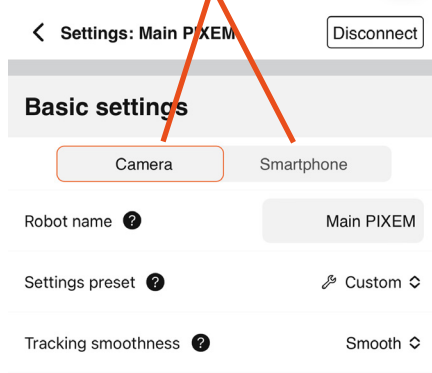 Settings: Main PIXEM
Disconnect
Basic settings
Camera
Smartphone
Robot name ?
Main PIXEM
Settings preset ?
Custom
Tracking smoothness ?
Smooth